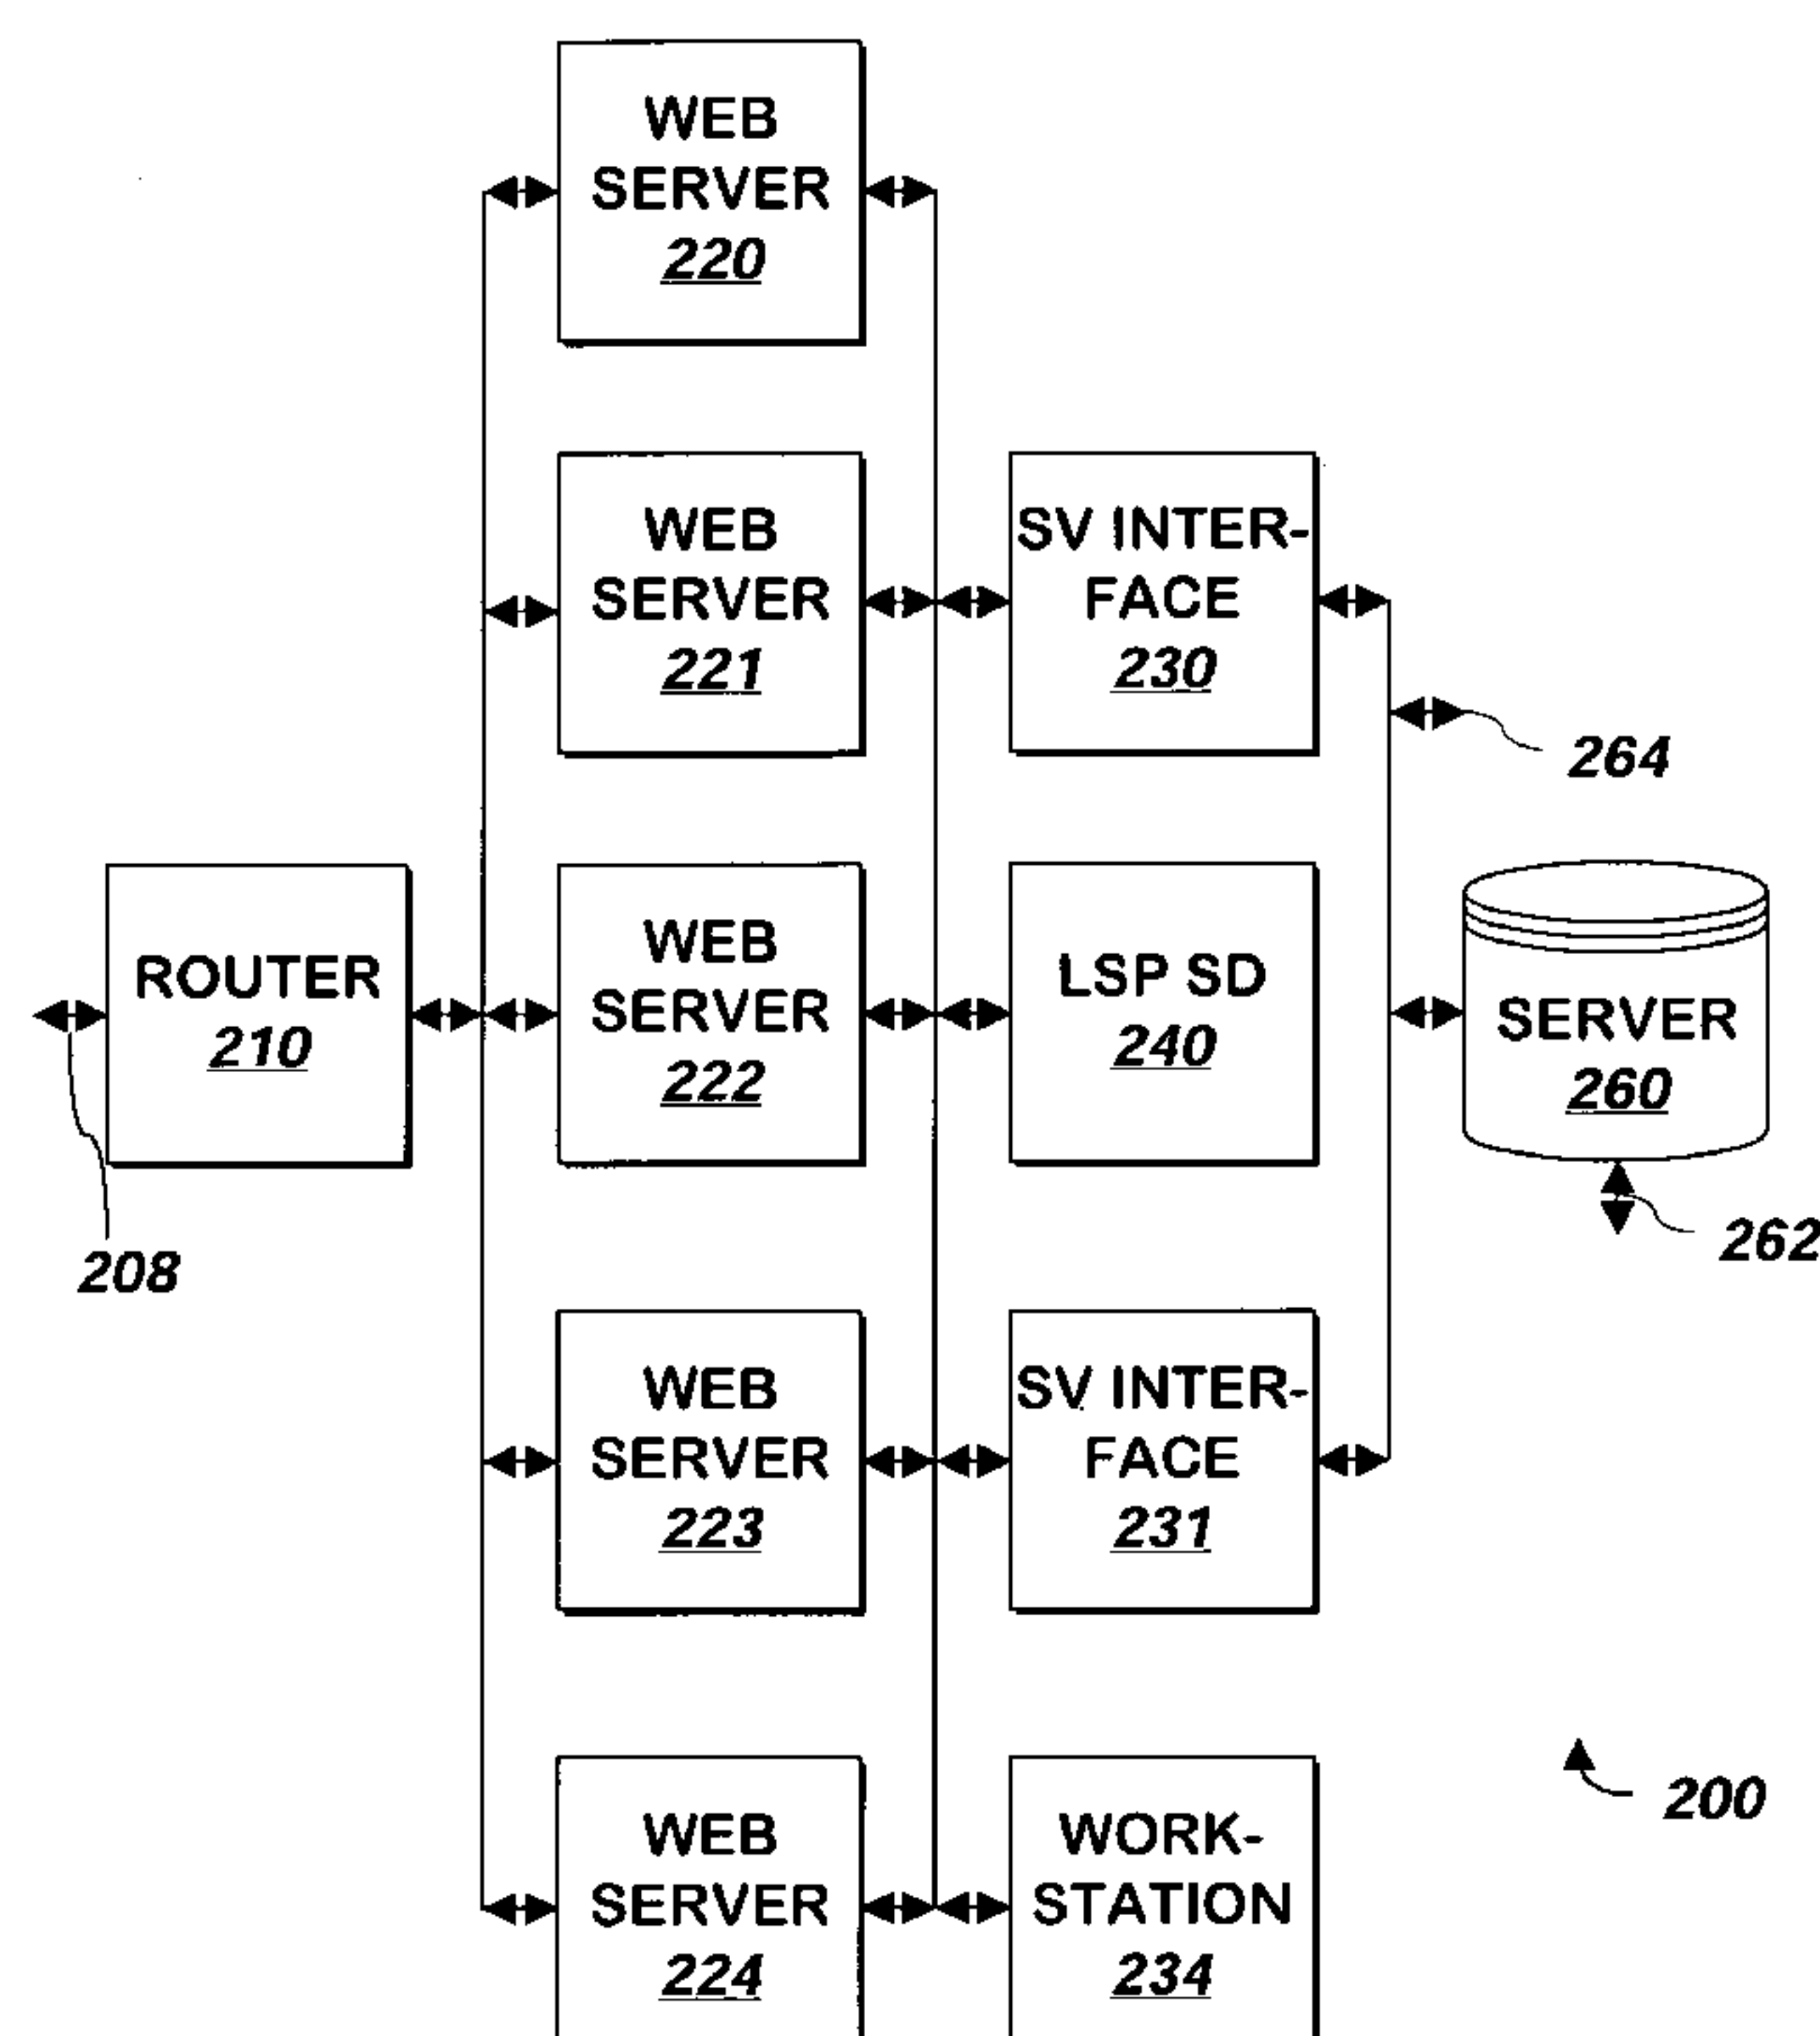 WEB
SERVER
220
WEB
SERVER
221
SV INTER-
FACE
230
264
ROUTER
210
WEB
SERVER
222
LSP SD
240
SERVER
260
208
262
WEB
SERVER
223
SV INTER-
FACE
231
WEB
SERVER
224
WORK-
STATION
234
200